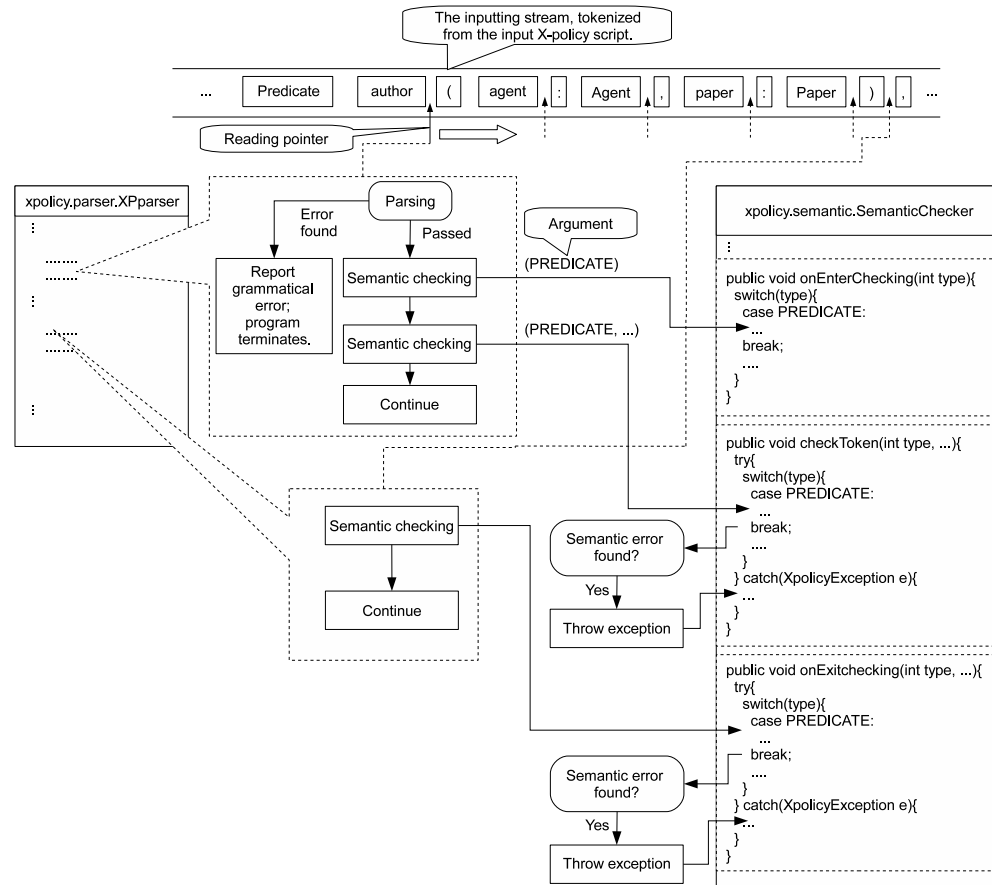 The inputting stream, tokenized
from the input X-policy script.
... Predicate author ( agent : Agent , paper : Paper ) , ...
Reading pointer
xpolicy.parser.XPparser
Parsing
Error
found
Passed
Report
grammatical
error;
program
terminates.
Semantic checking
Semantic checking
Continue
Argument
(PREDICATE)
(PREDICATE, ...)
Semantic checking
Continue
xpolicy.semantic.SemanticChecker
public void onEnterChecking(int type){
switch(type){
case PREDICATE:
...
break;
....
}
}
public void checkToken(int type, ...){
try{
switch(type){
case PREDICATE:
...
break;
....
}
} catch(XpolicyException e){
...
}
}
Semantic error
found?
Yes
Throw exception
public void onExitchecking(int type, ...){
try{
switch(type){
case PREDICATE:
...
break;
....
}
} catch(XpolicyException e){
...
}
}
Semantic error
found?
Yes
Throw exception